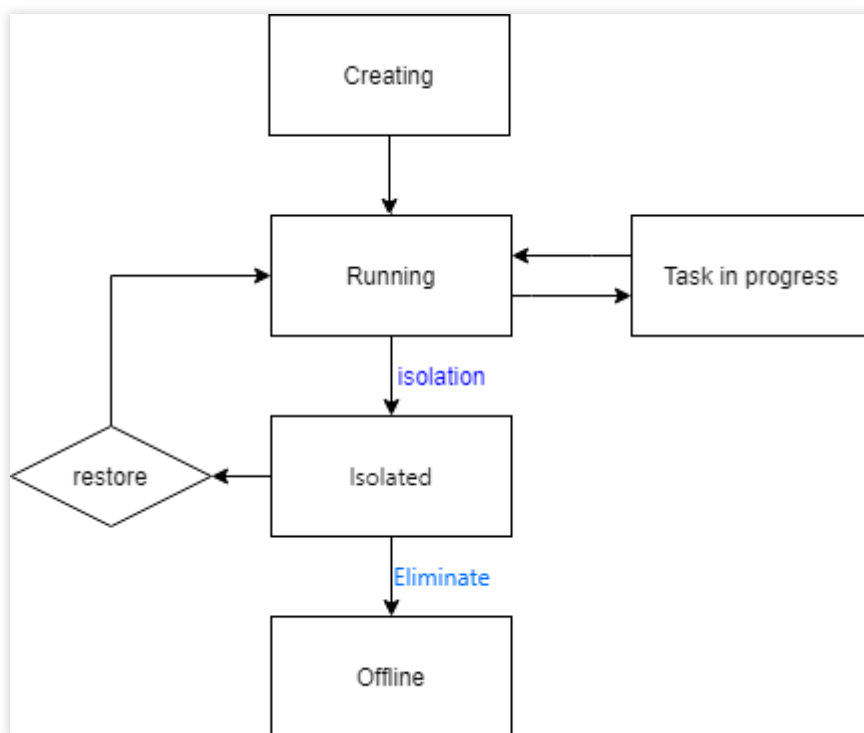 Creating
Running
Task in progress
isolation
restore
Isolated
Eliminate
Offline